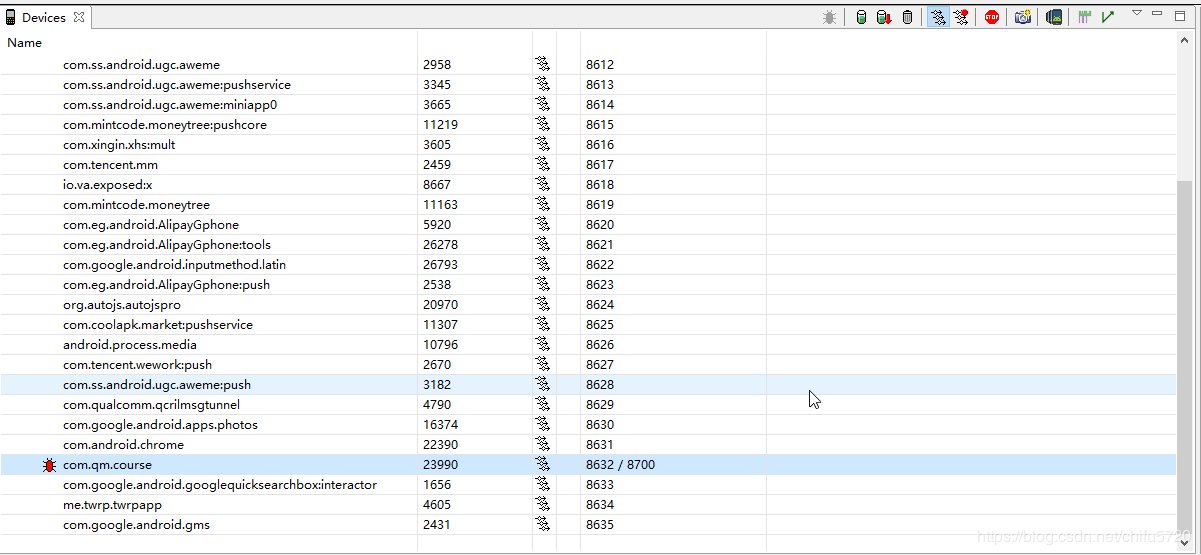 Devices
Name
com.ss.android.ugc.aweme 2958 8612
com.ss.android.ugc.aweme:pushservice 3345 8613
com.ss.android.ugc.aweme:miniapp0 3665 8614
com.mintcode.moneytree:pushcore 11219 8615
com.xingin.xhs:mult 3605 8616
com.tencent.mm 2459 8617
io.va.exposed:x 8667 8618
com.mintcode.moneytree 11163 8619
com.eg.android.AlipayGphone 5920 8620
com.eg.android.AlipayGphone:tools 26278 8621
com.google.android.inputmethod.latin 26793 8622
com.eg.android.AlipayGphone:push 2538 8623
org.autojs.autojspro 20970 8624
com.coolapk.market:pushservice 11307 8625
android.process.media 10796 8626
com.tencent.wework:push 2670 8627
com.ss.android.ugc.aweme:push 3182 8628
com.qualcomm.qcrilmsgtunnel 4790 8629
com.google.android.apps.photos 16374 8630
com.android.chrome 22390 8631
com.qm.course 23990 8632 / 8700
com.google.android.googlequicksearchbox:interactor 1656 8633
me.twrp.twrpapp 4605 8634
com.google.android.gms 2431 8635
STOP